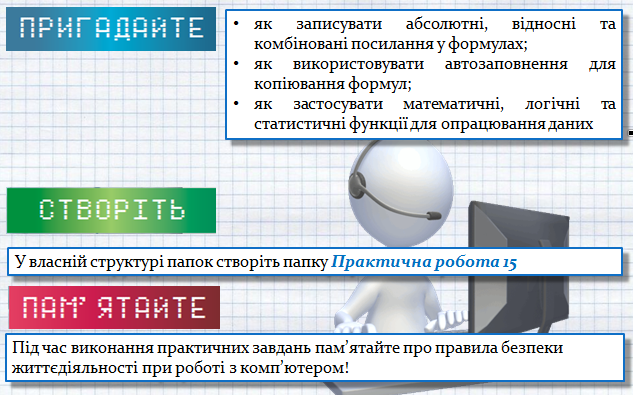 ПРИГАДАЙТЕ
• як записувати абсолютні, відносні та
комбіновані посилання у формулах;
• як використовувати автозаповнення для
копіювання формул;
• як застосувати математичні, логічні та
статистичні функції для опрацювання даних
СТВОРІТЬ
У власній структурі папок створіть папку Практична робота 15
ПАМ'ЯТАЙТЕ
Під час виконання практичних завдань пам’ятайте про правила безпеки
життєдіяльності при роботі з комп’ютером!